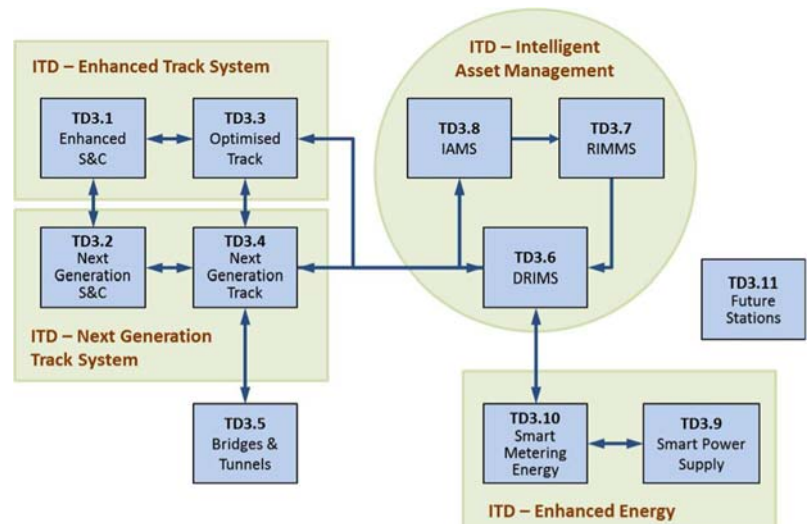 ITD – Enhanced Track System
TD3.1
Enhanced
S&C
TD3.3
Optimised
Track
TD3.2
Next
Generation
S&C
TD3.4
Next
Generation
Track
ITD – Next Generation
Track System
TD3.5
Bridges &
Tunnels
ITD – Intelligent
Asset Management
TD3.8
IAMS
TD3.7
RIMMS
TD3.6
DRIMS
TD3.11
Future
Stations
TD3.10
Smart
Metering
Energy
TD3.9
Smart Power
Supply
ITD – Enhanced Energy